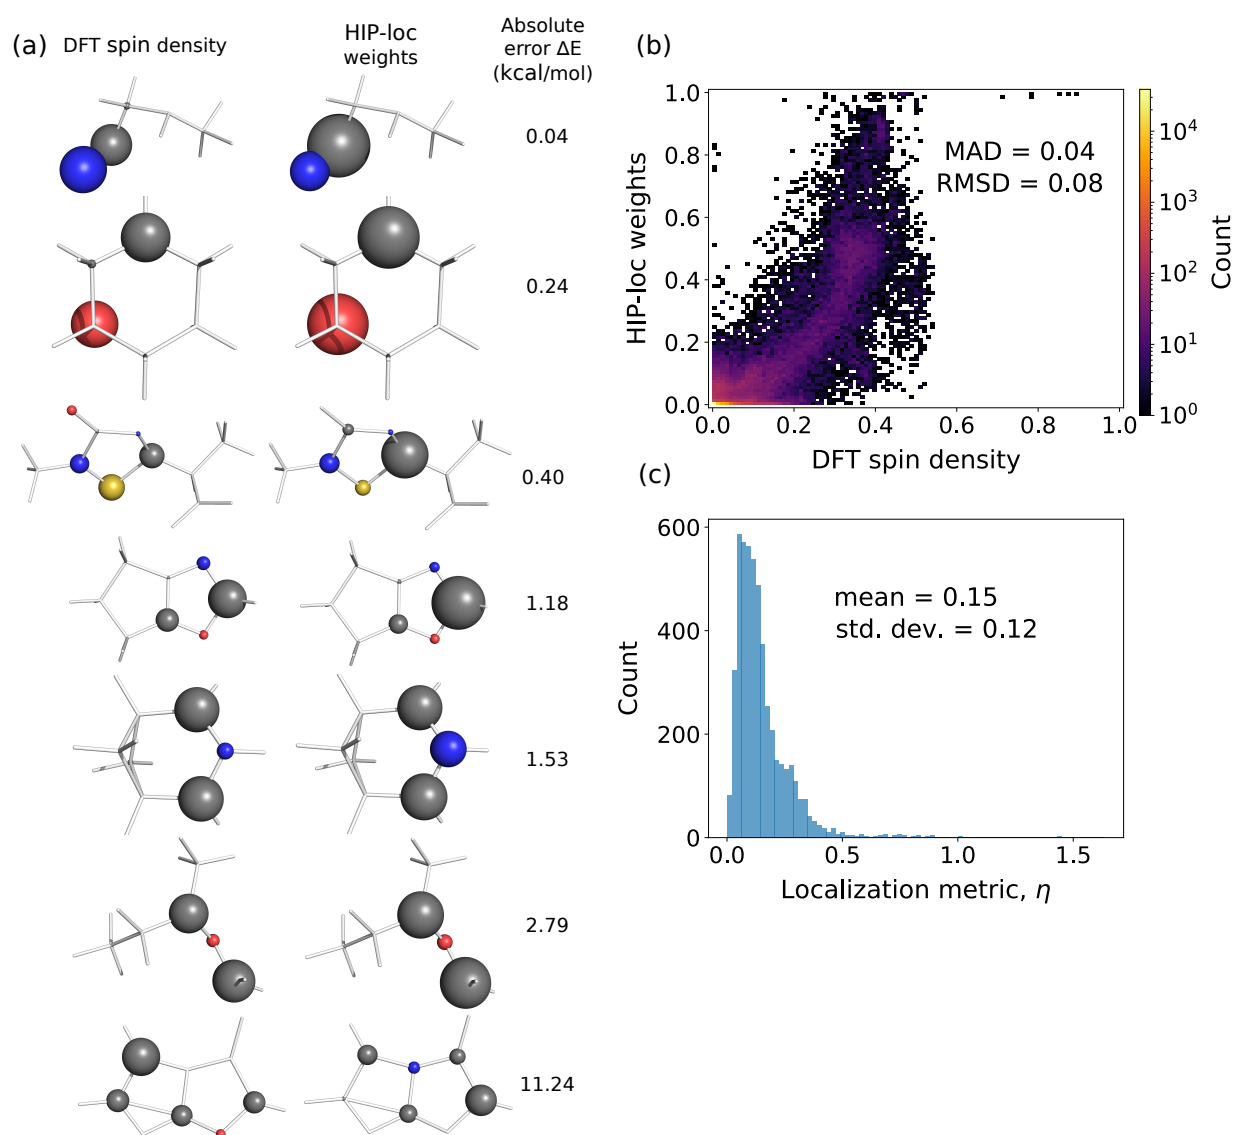 (a)
DFT spin density
HIP-loc
weights
Absolute
error ΔE
(kcal/mol)
0.04
0.24
0.40
1.18
1.53
2.79
11.24
(b)
1.0
0.8
0.6
0.4
0.2
0.0
HIP-loc weights
MAD = 0.04
RMSD = 0.08
0.0 0.2 0.4 0.6 0.8 1.0
DFT spin density
10⁴
10³
10²
10¹
10⁰
Count
(c)
600
400
200
0
Count
mean = 0.15
std. dev. = 0.12
0.0 0.5 1.0 1.5
Localization metric, η